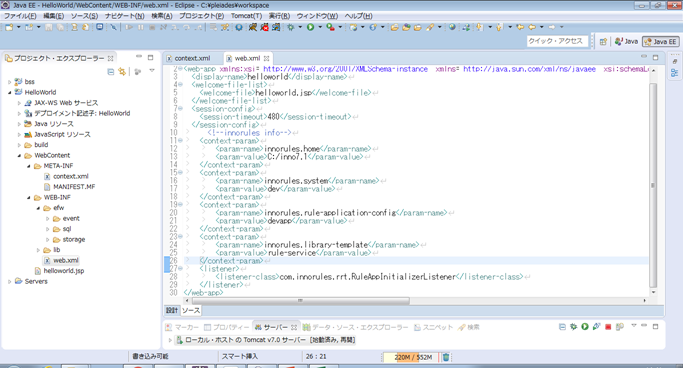 Java EE - HelloWorld/WebContent/WEB-INF/web.xml - Eclipse - C:¥pleiades¥workspace
ファイル(F) 編集(E) ソース(S) ナビゲート(N) 検索(A) プロジェクト(P) Tomcat(T) 実行(R) ウィンドウ(W) ヘルプ(H)
クイック・アクセス
Java
Java EE
プロジェクト・エクスプローラー
bss
HelloWorld
JAX-WS Web サービス
デプロイメント記述子: HelloWorld
Java リソース
JavaScript リソース
build
WebContent
META-INF
context.xml
MANIFEST.MF
WEB-INF
efw
event
sql
storage
lib
web.xml
helloworld.jsp
Servers
context.xml
web.xml
2 <web-app xmlns:xsi="http://www.w3.org/2001/XMLSchema-instance" xmlns="http://java.sun.com/xml/ns/javaee" xsi:schemaLo
3 <display-name>helloworld</display-name>
4 <welcome-file-list>
5 <welcome-file>helloworld.jsp</welcome-file>
6 </welcome-file-list>
7 <session-config>
8 <session-timeout>480</session-timeout>
9 </session-config>
10 <!--innorules info-->
11 <context-param>
12 <param-name>innorules.home</param-name>
13 <param-value>C:/inno7.1</param-value>
14 </context-param>
15 <context-param>
16 <param-name>innorules.system</param-name>
17 <param-value>dev</param-value>
18 </context-param>
19 <context-param>
20 <param-name>innorules.rule-application-config</param-name>
21 <param-value>devapp</param-value>
22 </context-param>
23 <context-param>
24 <param-name>innorules.library-template</param-name>
25 <param-value>rule-service</param-value>
26 </context-param>
27 <listener>
28 <listener-class>com.innorules.rrt.RuleAppInitializerListener</listener-class>
29 </listener>
30 </web-app>
設計 ソース
マーカー プロパティー サーバー データ・ソース・エクスプローラー スニペット 検索
ローカル・ホスト の Tomcat v7.0 サーバー [始動済み, 再開]
書き込み可能 スマート挿入 26 : 21 220M / 552M